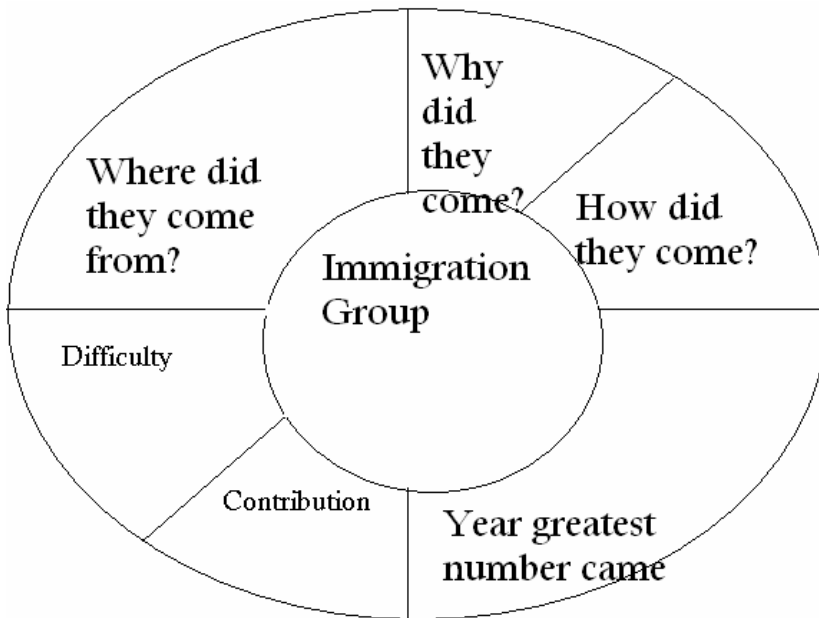 Why
did
they
come?
Where did
they come
from?
How did
they come?
Immigration
Group
Difficulty
Contribution
Year greatest
number came